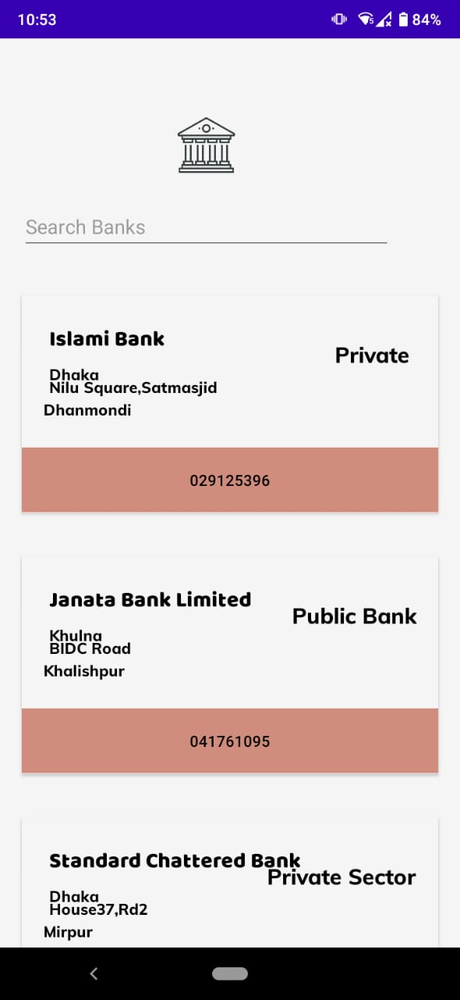 10:53
5
84%
Search Banks
Islami Bank
Private
Dhaka
Nilu Square,Satmasjid
Dhanmondi
029125396
Janata Bank Limited
Public Bank
Khulna
BIDC Road
Khalishpur
041761095
Standard Chattered Bank
Private Sector
Dhaka
House37,Rd2
Mirpur